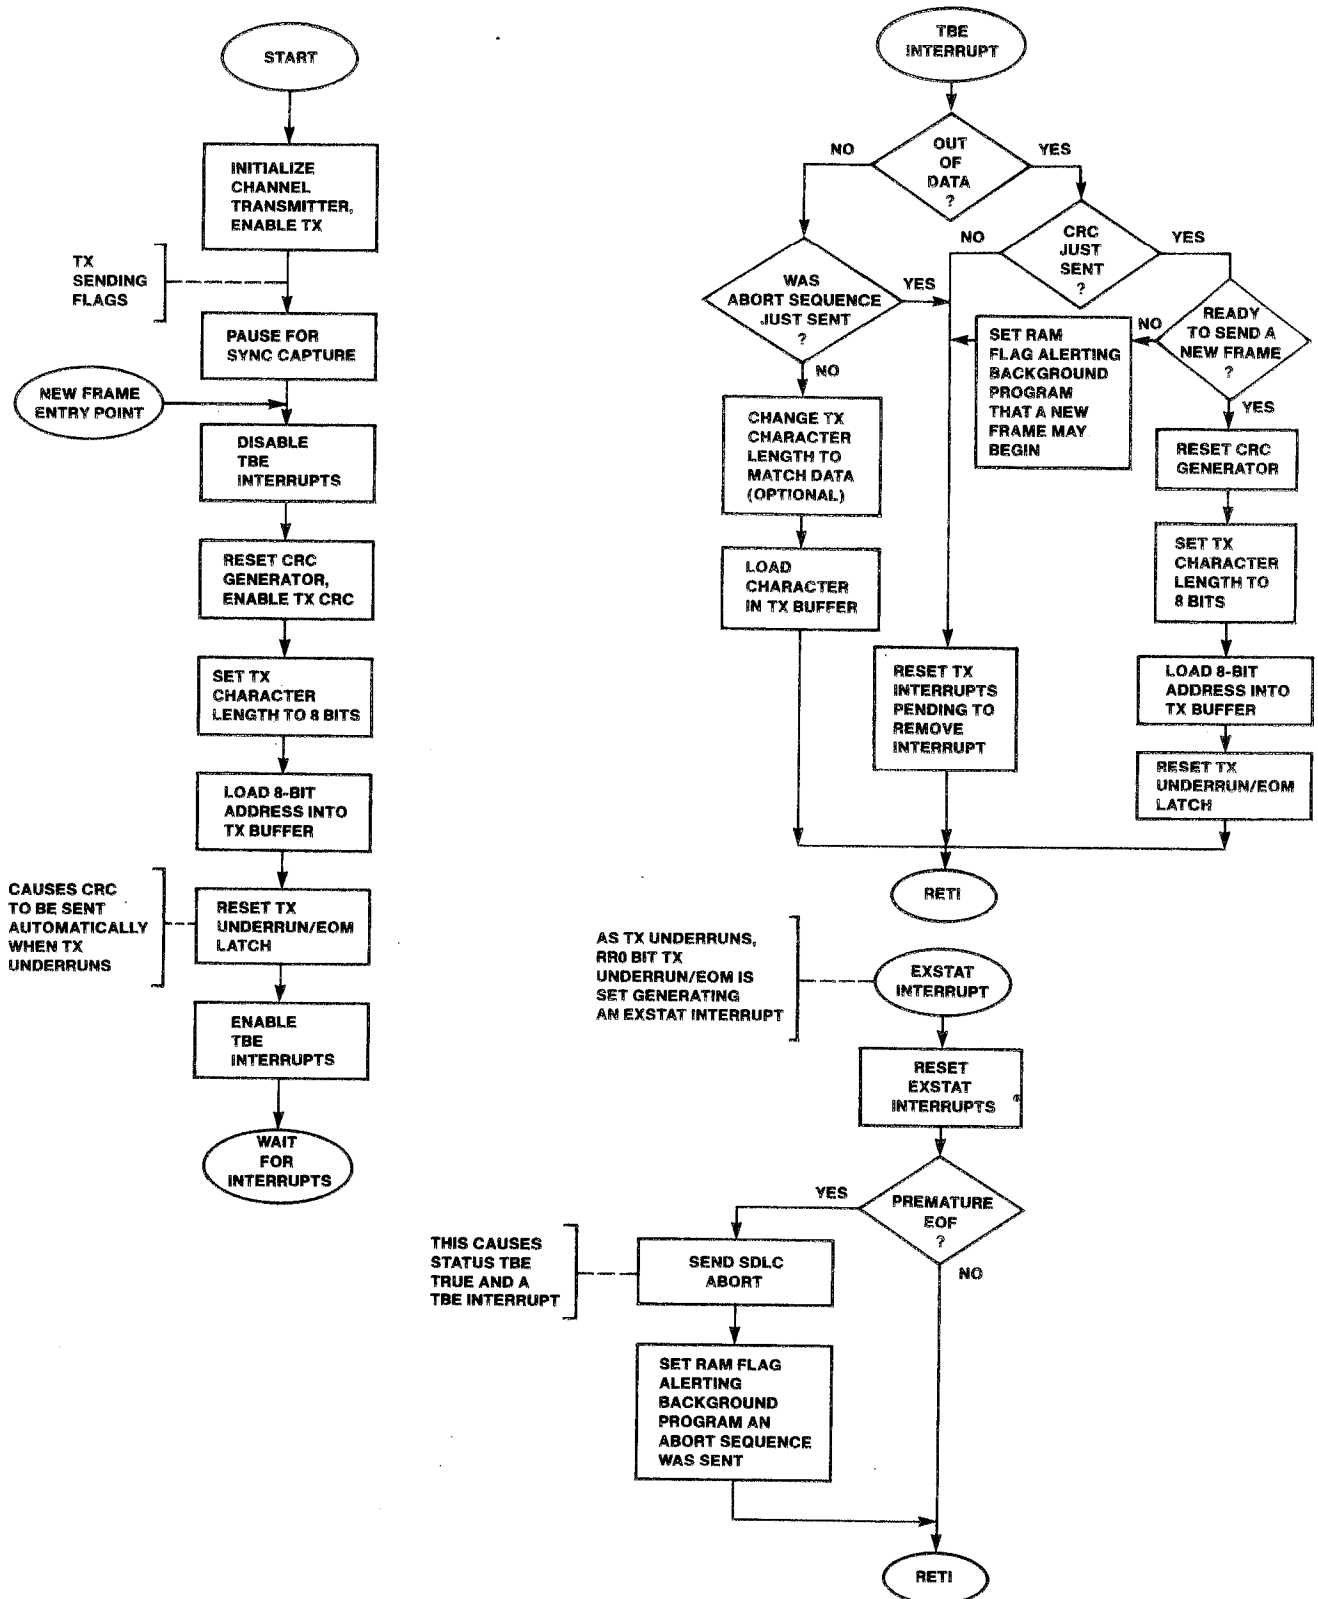 START
INITIALIZE
CHANNEL
TRANSMITTER,
ENABLE TX
TX
SENDING
FLAGS
PAUSE FOR
SYNC CAPTURE
NEW FRAME
ENTRY POINT
DISABLE
TBE
INTERRUPTS
RESET CRC
GENERATOR,
ENABLE TX CRC
SET TX
CHARACTER
LENGTH TO 8 BITS
LOAD 8-BIT
ADDRESS INTO
TX BUFFER
CAUSES CRC
TO BE SENT
AUTOMATICALLY
WHEN TX
UNDERRUNS
RESET TX
UNDERRUN/EOM
LATCH
ENABLE
TBE
INTERRUPTS
WAIT
FOR
INTERRUPTS
TBE
INTERRUPT
OUT
OF
DATA
?
NO
YES
WAS
ABORT SEQUENCE
JUST SENT
?
YES
NO
CHANGE TX
CHARACTER
LENGTH TO
MATCH DATA
(OPTIONAL)
LOAD
CHARACTER
IN TX BUFFER
CRC
JUST
SENT
?
NO
YES
READY
TO SEND A
NEW FRAME
?
NO
YES
SET RAM
FLAG ALERTING
BACKGROUND
PROGRAM
THAT A NEW
FRAME MAY
BEGIN
RESET CRC
GENERATOR
SET TX
CHARACTER
LENGTH TO
8 BITS
LOAD 8-BIT
ADDRESS INTO
TX BUFFER
RESET TX
UNDERRUN/EOM
LATCH
RESET TX
INTERRUPTS
PENDING TO
REMOVE
INTERRUPT
RETI
AS TX UNDERRUNS,
RR0 BIT TX
UNDERRUN/EOM IS
SET GENERATING
AN EXSTAT INTERRUPT
EXSTAT
INTERRUPT
RESET
EXSTAT
INTERRUPTS
PREMATURE
EOF
?
YES
NO
THIS CAUSES
STATUS TBE
TRUE AND A
TBE INTERRUPT
SEND SDLC
ABORT
SET RAM FLAG
ALERTING
BACKGROUND
PROGRAM AN
ABORT SEQUENCE
WAS SENT
RETI